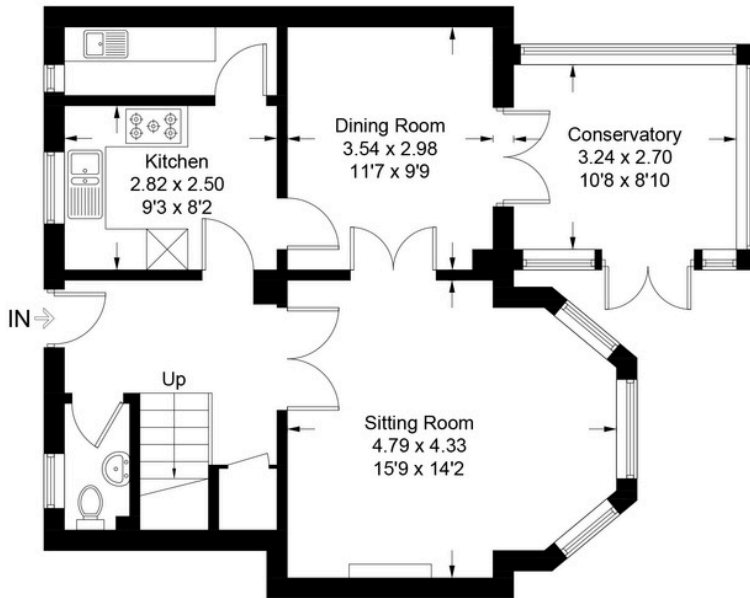 Dining Room
3.54 x 2.98
11'7 x 9'9
Conservatory
3.24 x 2.70
10'8 x 8'10
Kitchen
2.82 x 2.50
9'3 x 8'2
IN
Up
Sitting Room
4.79 x 4.33
15'9 x 14'2